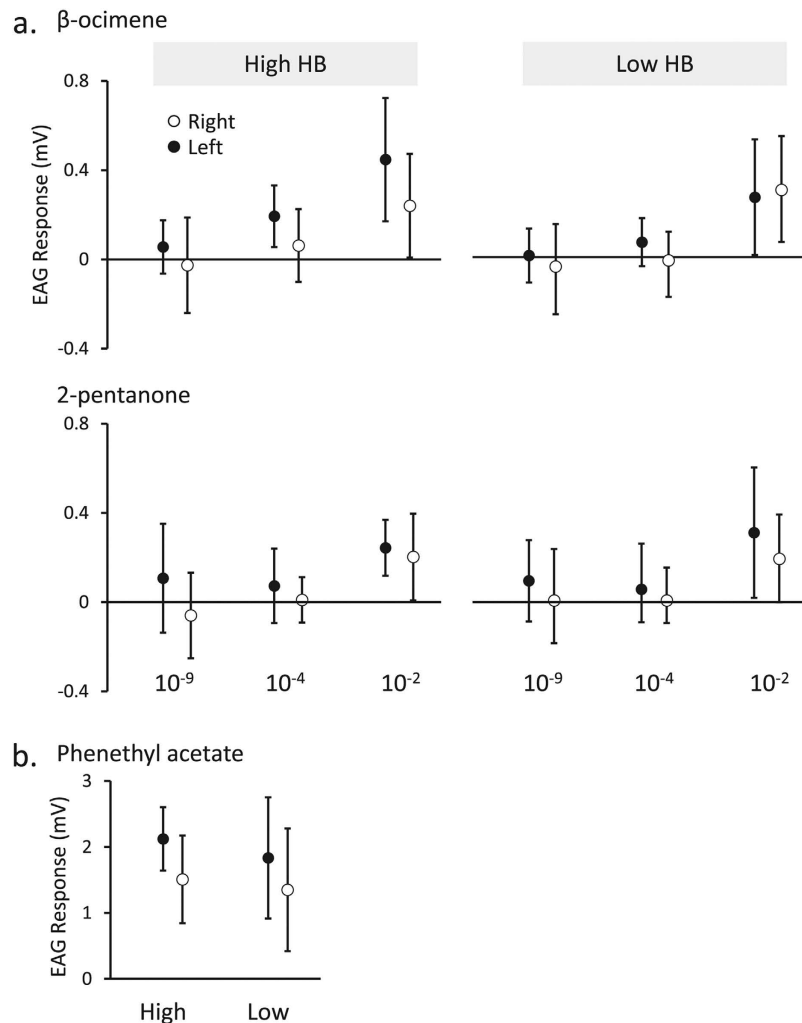 a. β-ocimene
High HB
Low HB
0.8
0.4
0
-0.4
EAG Response (mV)
Right
Left
2-pentanone
0.8
0.4
0
-0.4
10⁻⁹ 10⁻⁴ 10⁻² 10⁻⁹ 10⁻⁴ 10⁻²
b. Phenethyl acetate
3
2
1
0
EAG Response (mV)
High Low